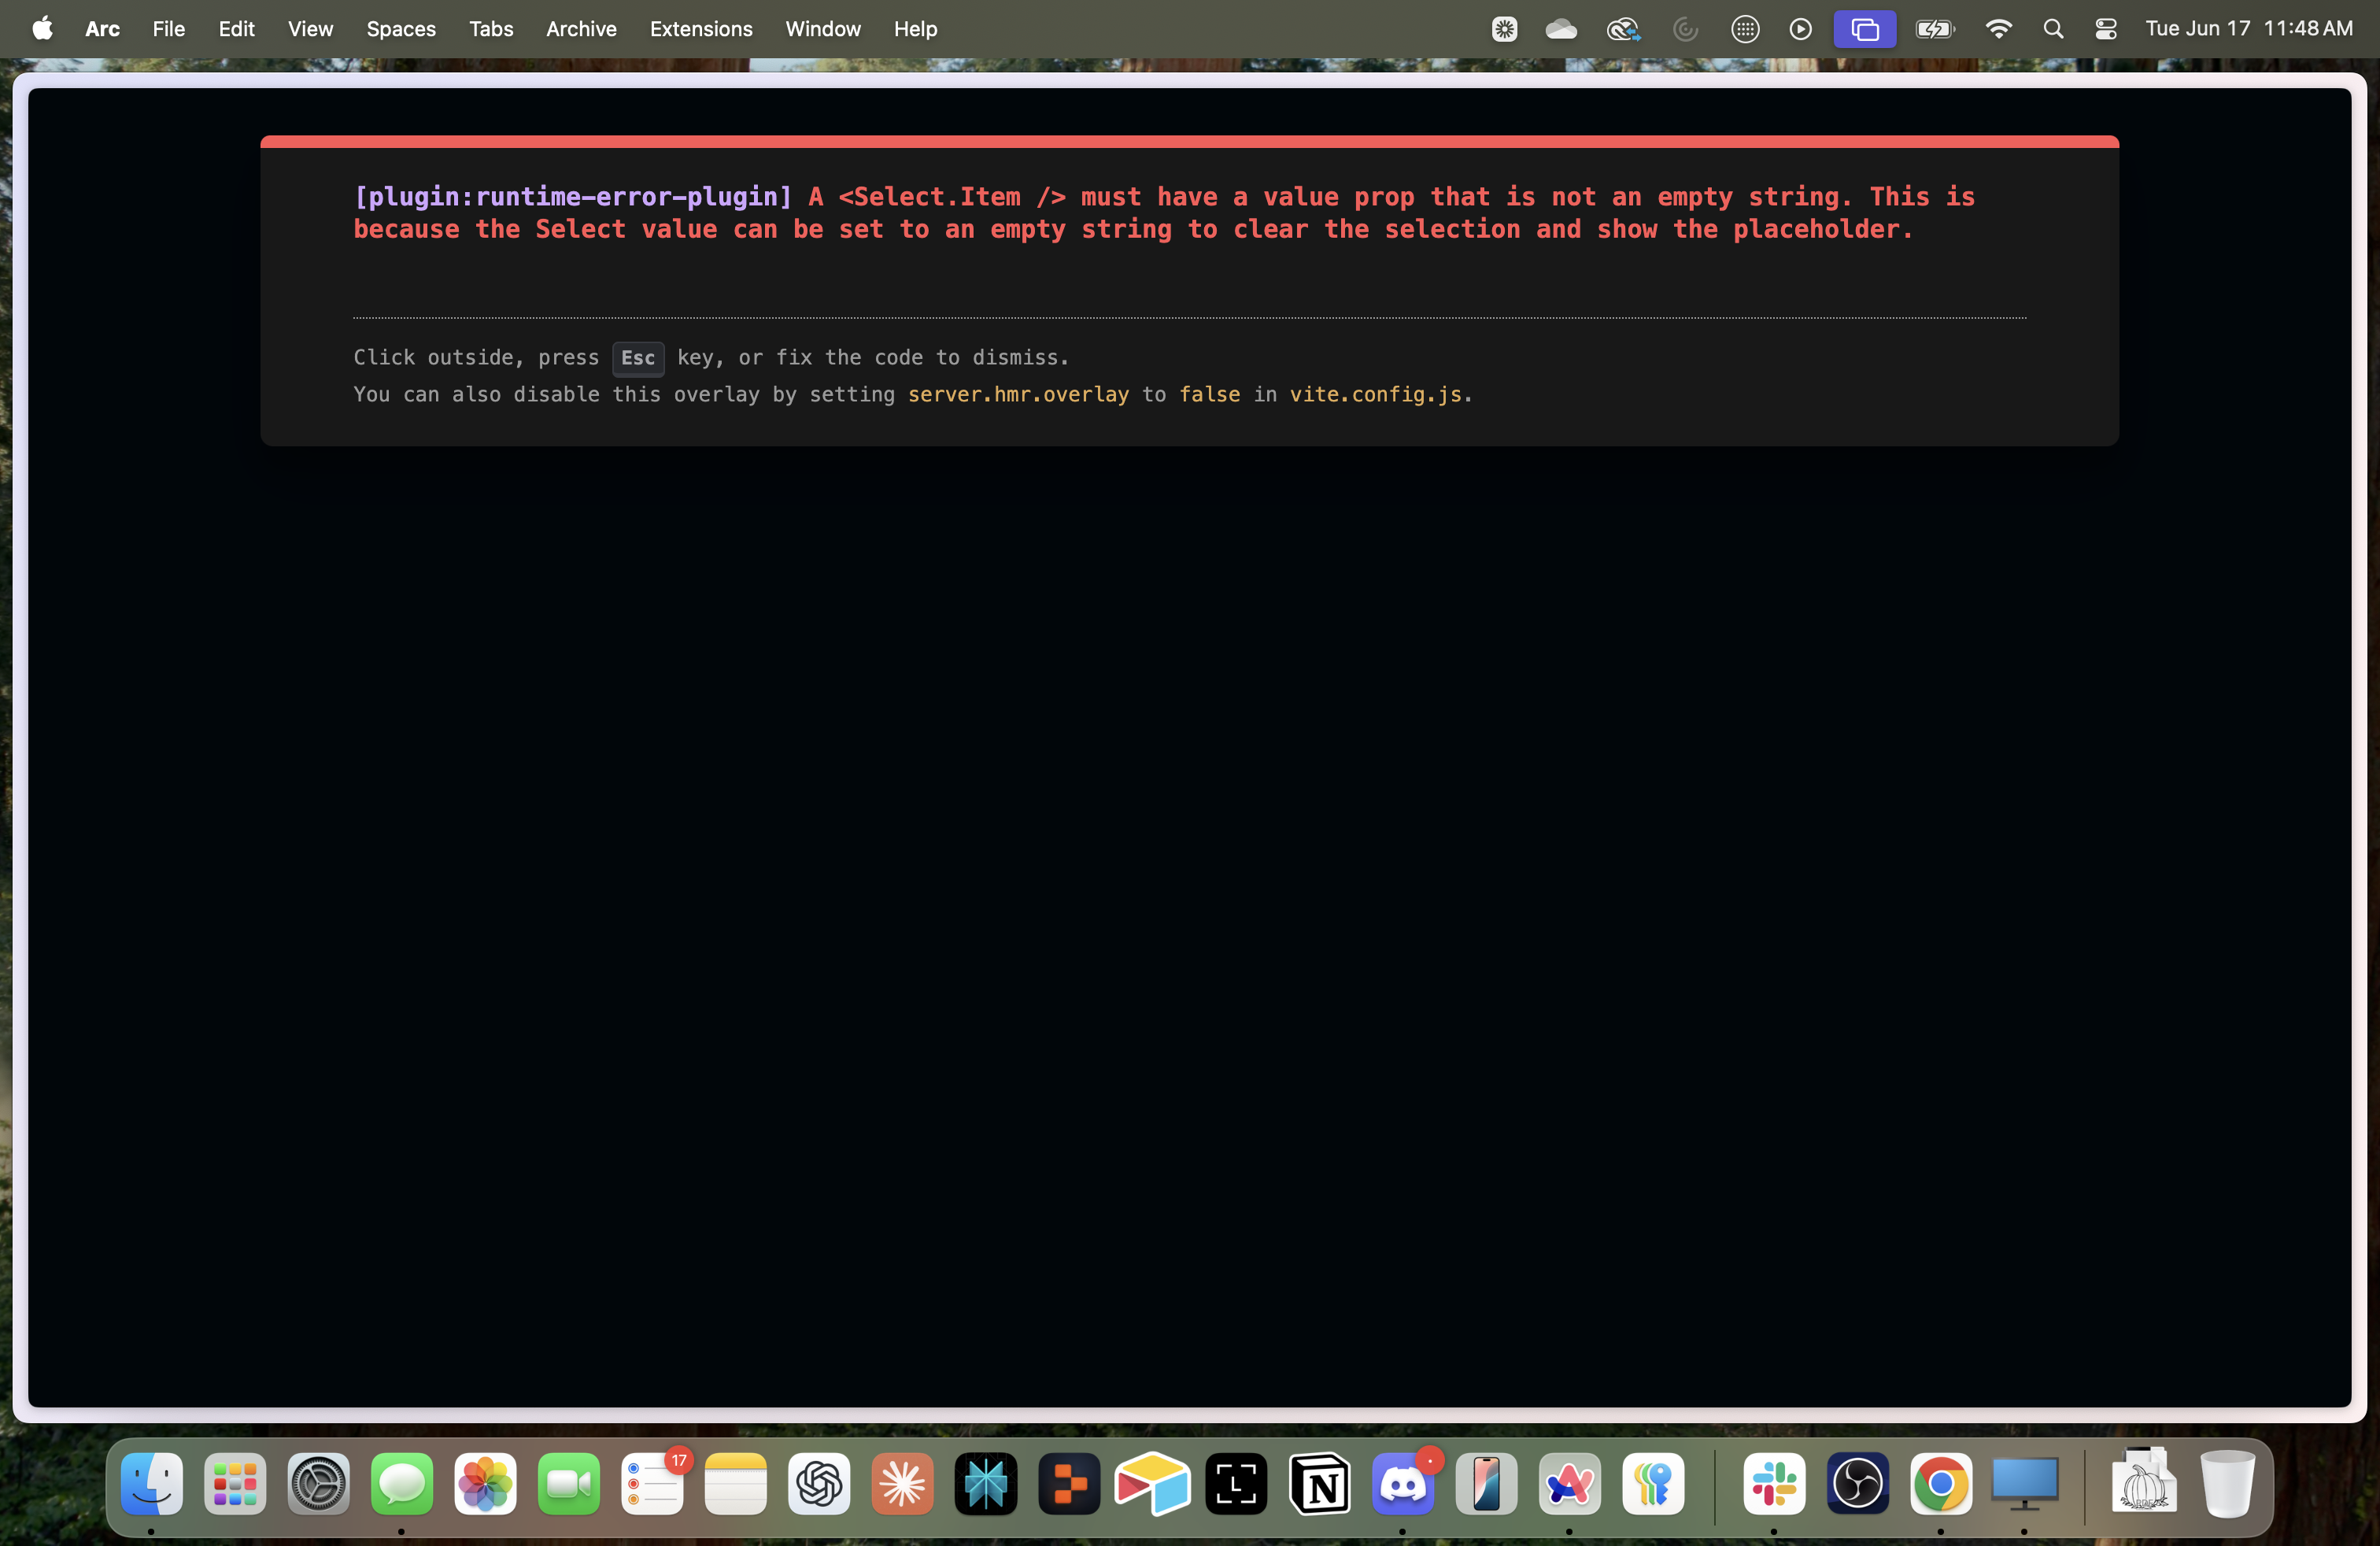 Arc File Edit View Spaces Tabs Archive Extensions Window Help Tue Jun 17 11:48 AM
[plugin:runtime-error-plugin] A <Select.Item /> must have a value prop that is not an empty string. This is
because the Select value can be set to an empty string to clear the selection and show the placeholder.
Click outside, press Esc key, or fix the code to dismiss.
You can also disable this overlay by setting server.hmr.overlay to false in vite.config.js.
17
L
N